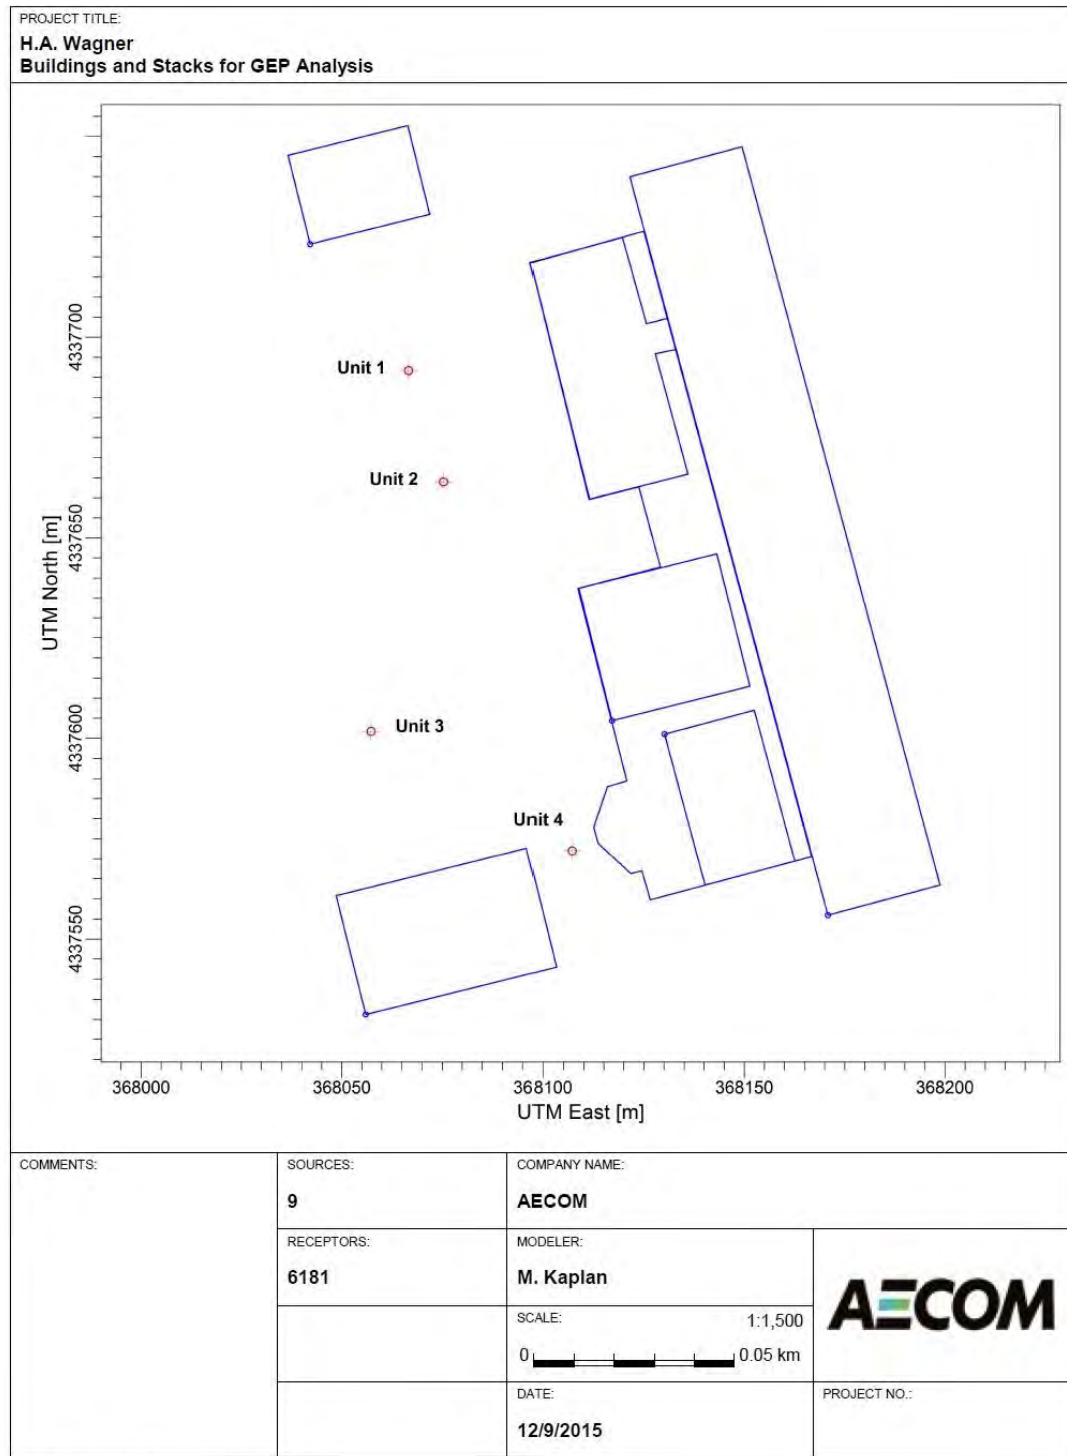 PROJECT TITLE:
H.A. Wagner
Buildings and Stacks for GEP Analysis
UTM North [m]
4337700
4337650
4337600
4337550
Unit 1
Unit 2
Unit 3
Unit 4
368000
368050
368100
368150
368200
UTM East [m]
COMMENTS:
SOURCES:
9
COMPANY NAME:
AECOM
RECEPTORS:
6181
MODELER:
M. Kaplan
SCALE:
1:1,500
0
0.05 km
AECOM
DATE:
12/9/2015
PROJECT NO.: